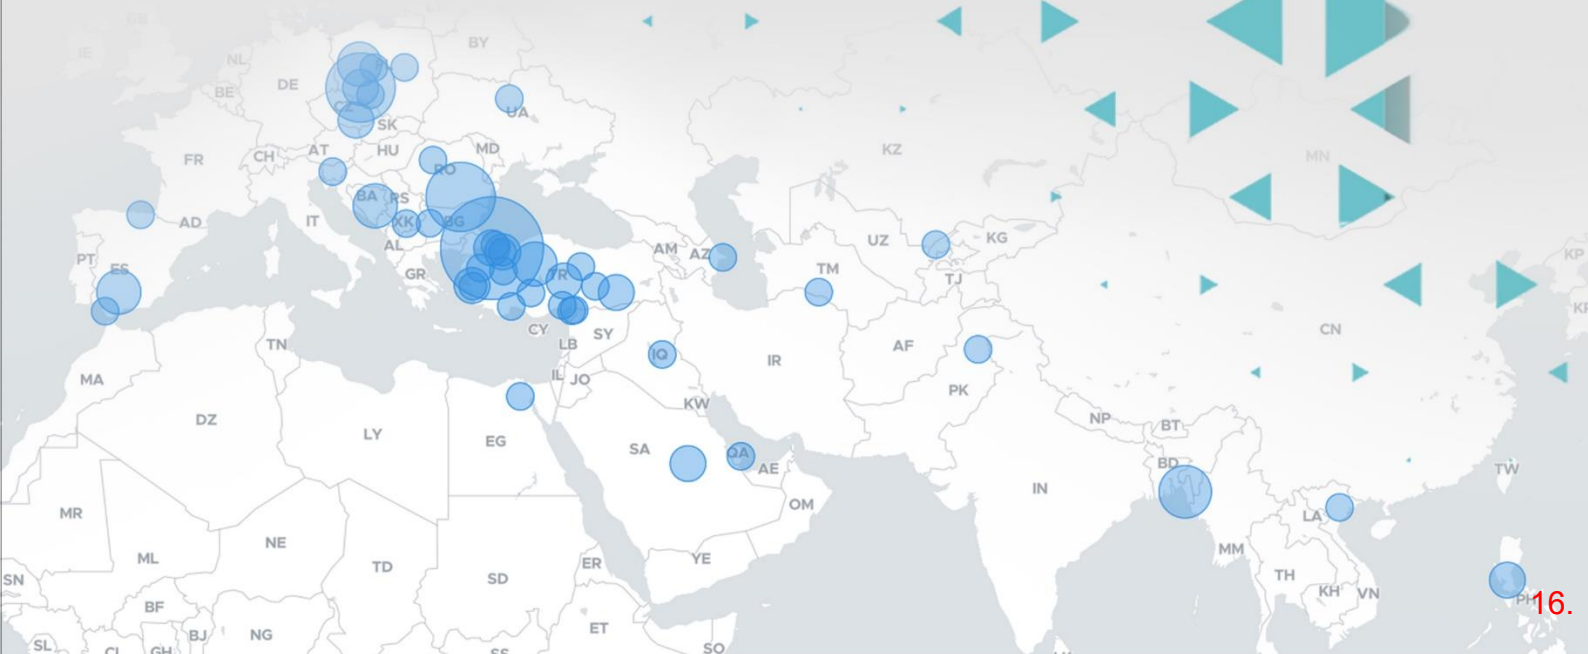 GB
IE
NL
BY
DE
BE
PL
UA
CZ
SK
FR
CH
AT
HU
MD
RO
KZ
MN
BA
RS
AD
IT
XK
BG
AL
PT
ES
GR
TR
AM
AZ
UZ
KG
TM
TJ
KP
CN
TN
CY
SY
LB
IQ
IR
AF
MA
IL
JO
PK
KW
DZ
LY
EG
NP
BT
SA
QA
AE
BD
TW
IN
MR
OM
LA
ML
NE
YE
MM
SN
TD
SD
ER
TH
KH
VN
PH
16.
BF
BJ
NG
ET
SL
SO